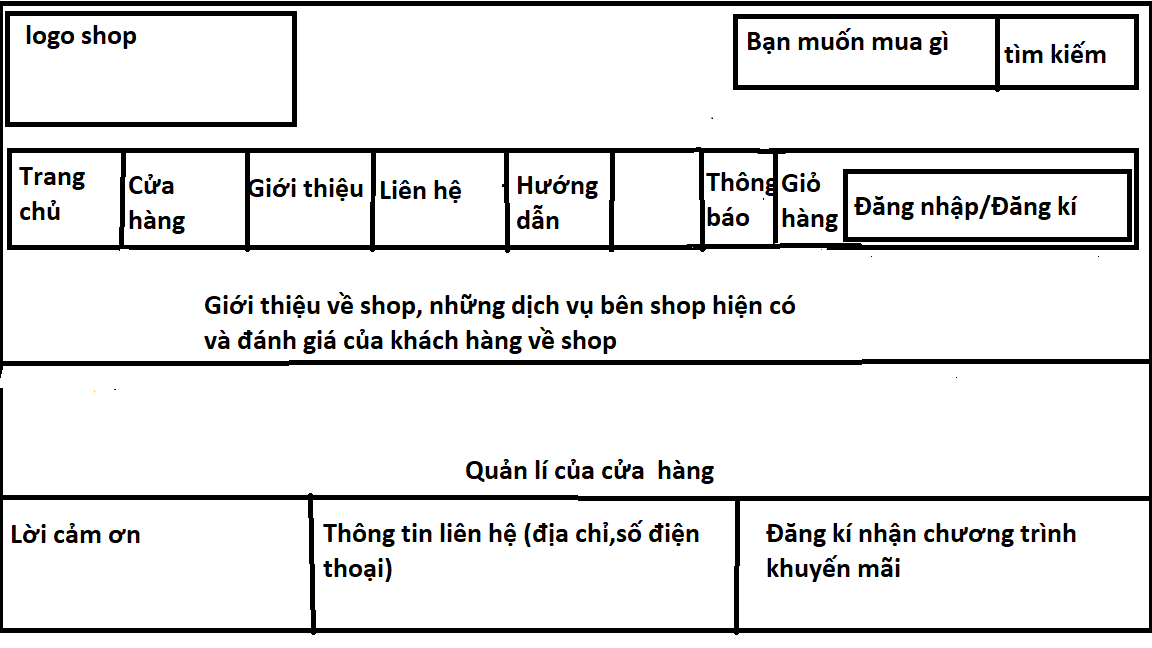 logo shop
Bạn muốn mua gì
tìm kiếm
Trang
chủ
Cửa
hàng
Giới thiệu
Liên hệ
Hướng
dẫn
Thông
báo
Giỏ
hàng
Đăng nhập/Đăng kí
Giới thiệu về shop, những dịch vụ bên shop hiện có
và đánh giá của khách hàng về shop
Quản lí của cửa  hàng
Lời cảm ơn
Thông tin liên hệ (địa chỉ,số điện
thoại)
Đăng kí nhận chương trình
khuyến mãi